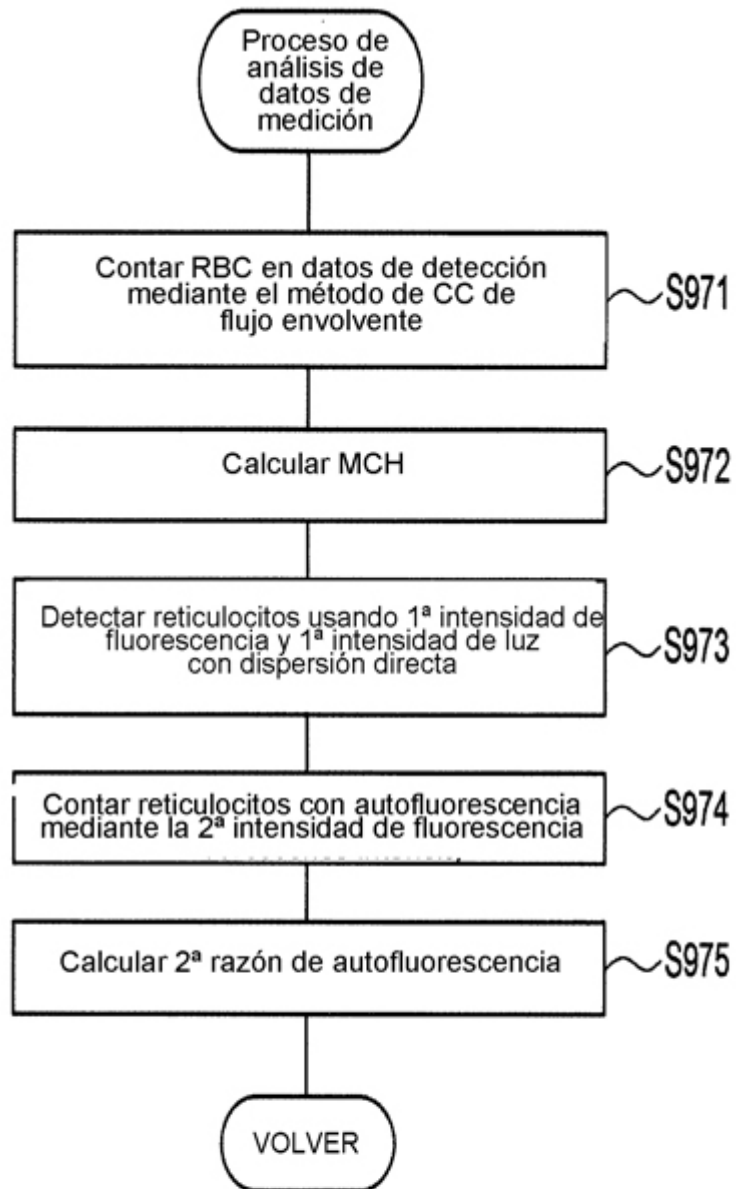 Proceso de
análisis de
datos de
medición
Contar RBC en datos de detección
mediante el método de CC de
flujo envolvente
S971
Calcular MCH
S972
Detectar reticulocitos usando 1ª intensidad de
fluorescencia y 1ª intensidad de luz
con dispersión directa
S973
Contar reticulocitos con autofluorescencia
mediante la 2ª intensidad de fluorescencia
S974
Calcular 2ª razón de autofluorescencia
S975
VOLVER